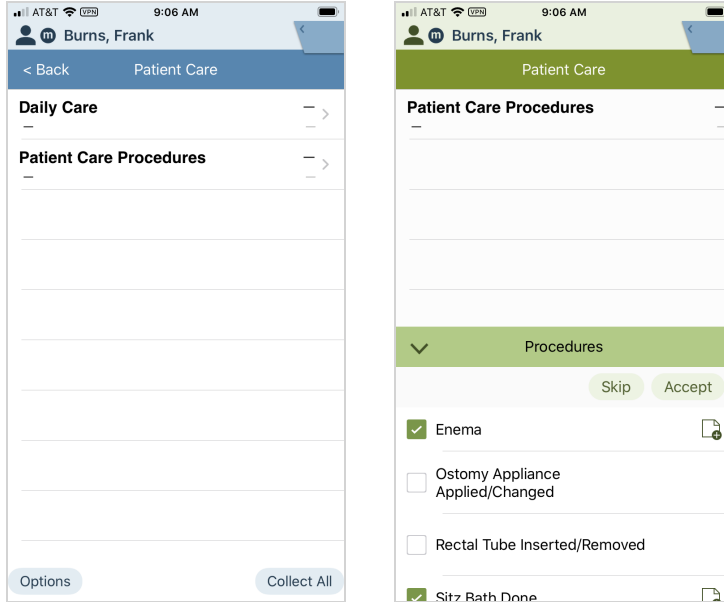 AT&T VPN 9:06 AM
m Burns, Frank
< Back Patient Care
Daily Care —
— —
Patient Care Procedures —
— —
Options Collect All
AT&T VPN 9:06 AM
m Burns, Frank
Patient Care
Patient Care Procedures —
— —
Procedures
Skip Accept
Enema
Ostomy Appliance
Applied/Changed
Rectal Tube Inserted/Removed
Sitz Bath Done